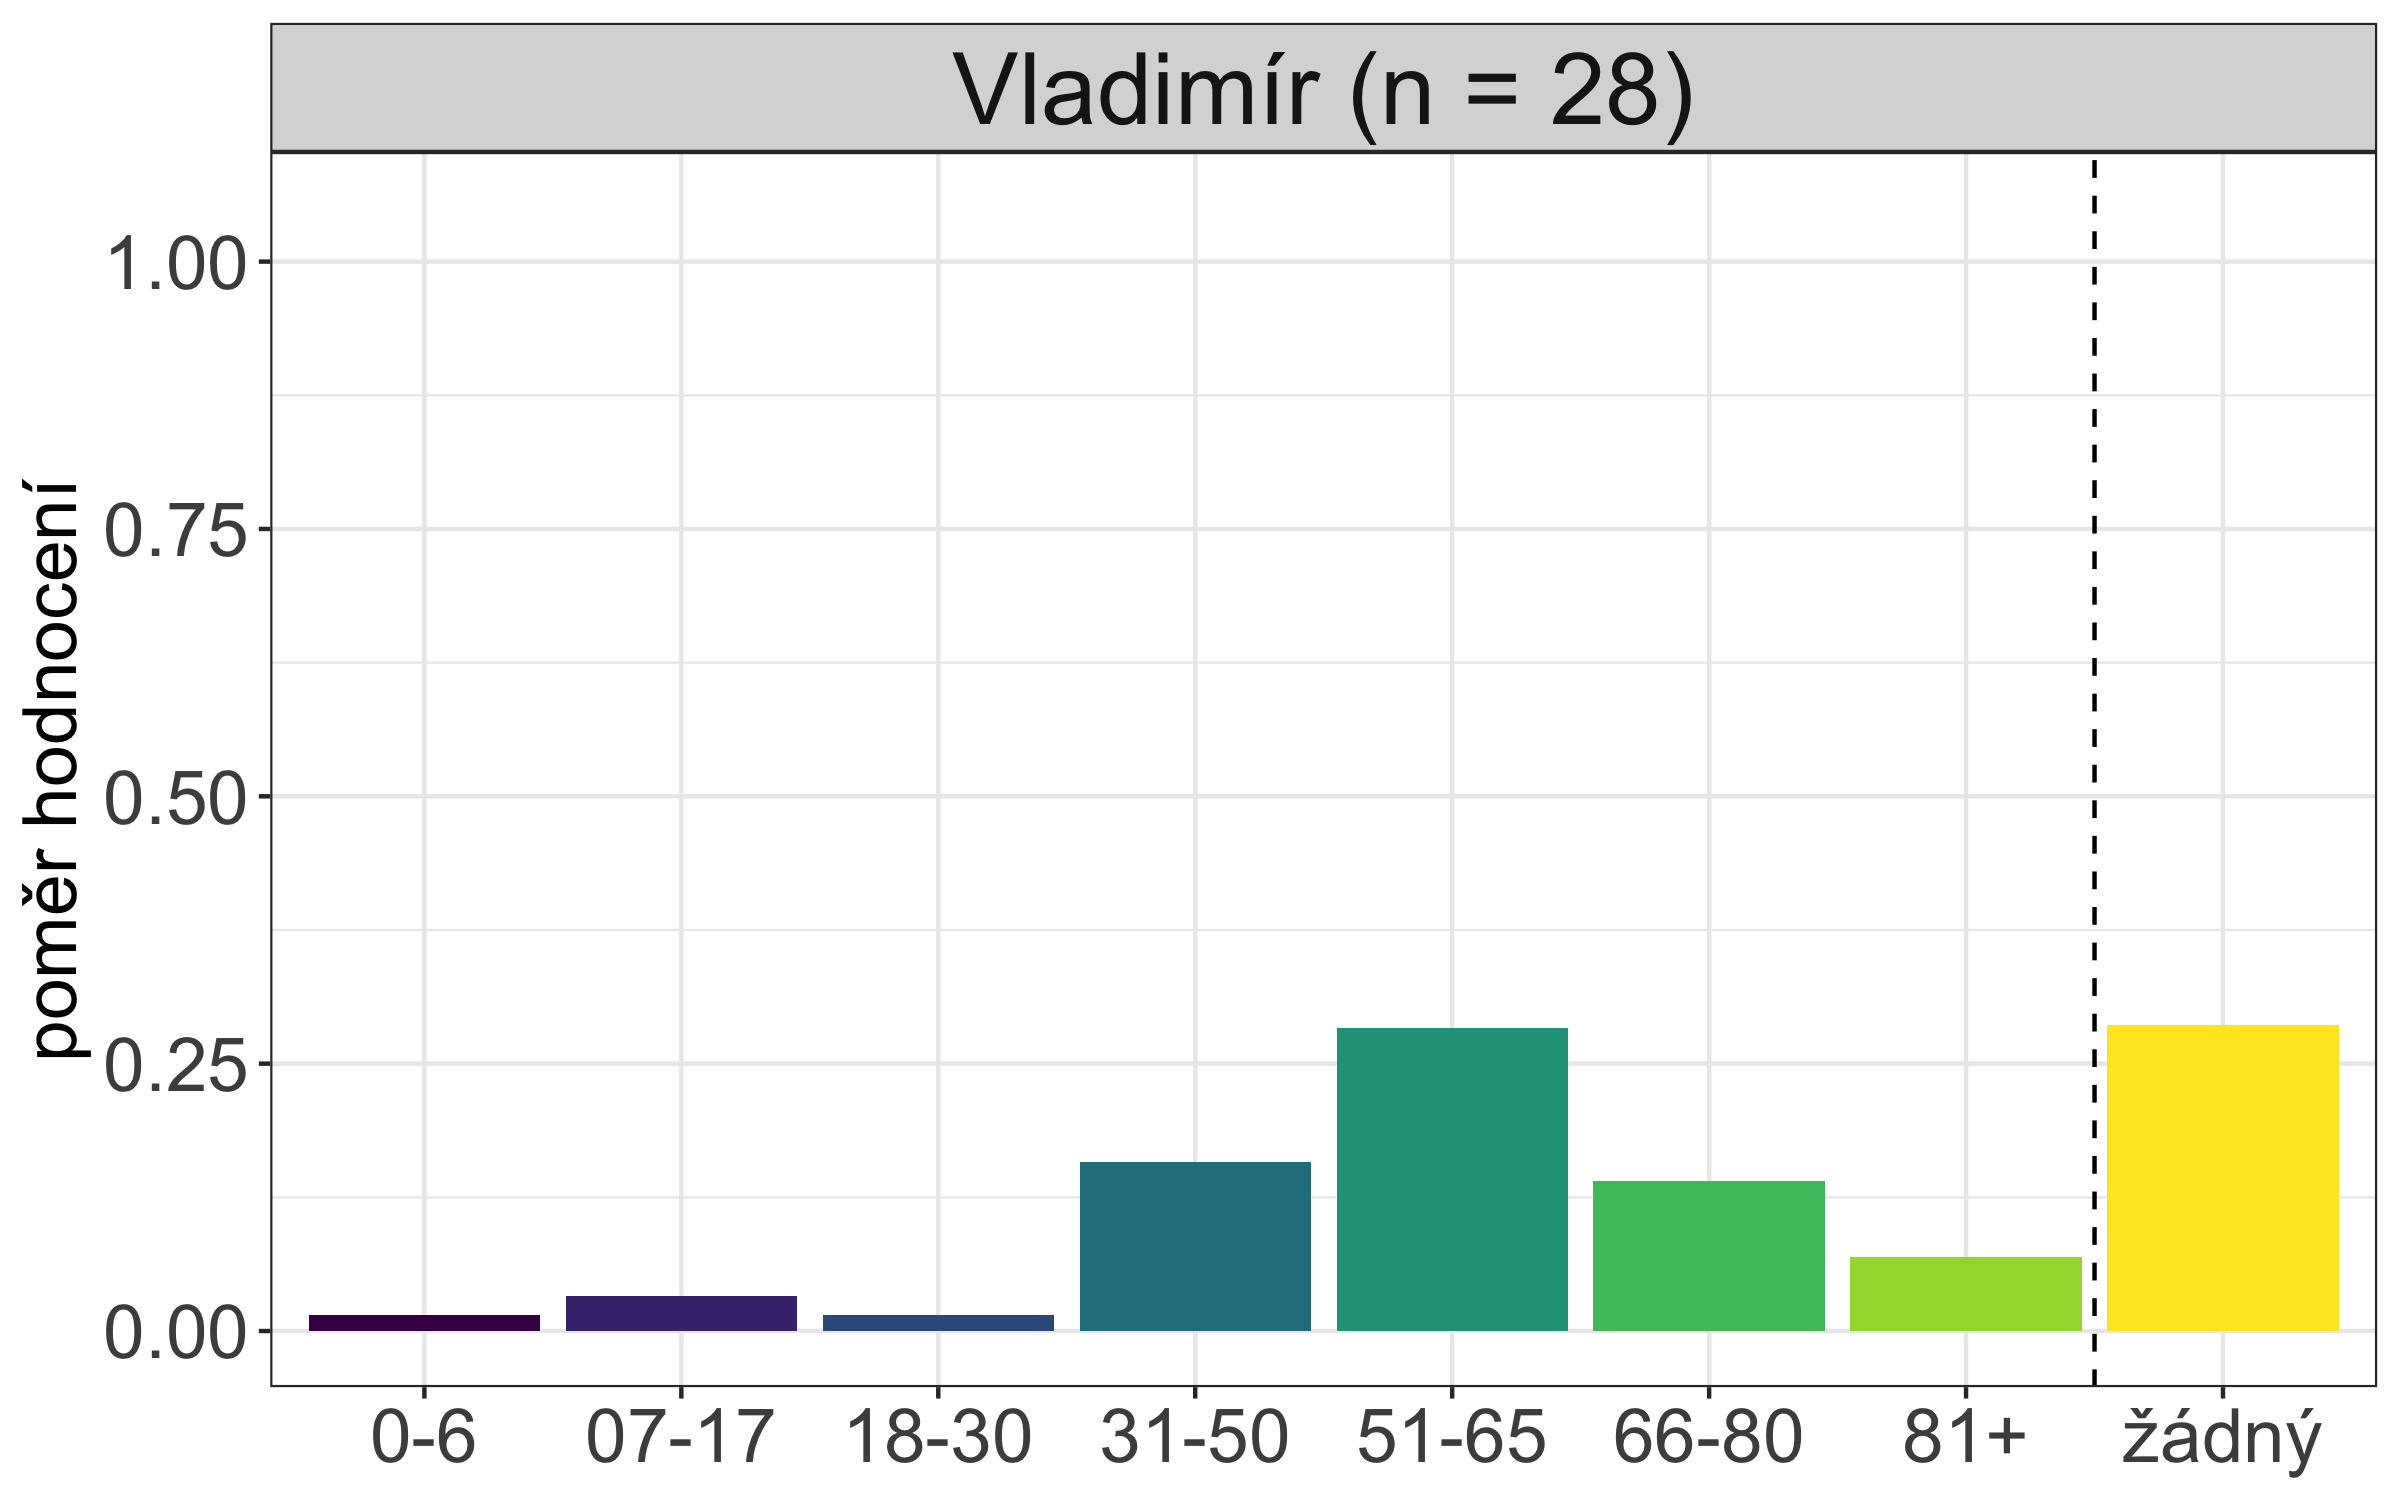 Vladimír (n = 28)
poměr hodnocení
1.00
0.75
0.50
0.25
0.00
0-6 07-17 18-30 31-50 51-65 66-80 81+ žádný